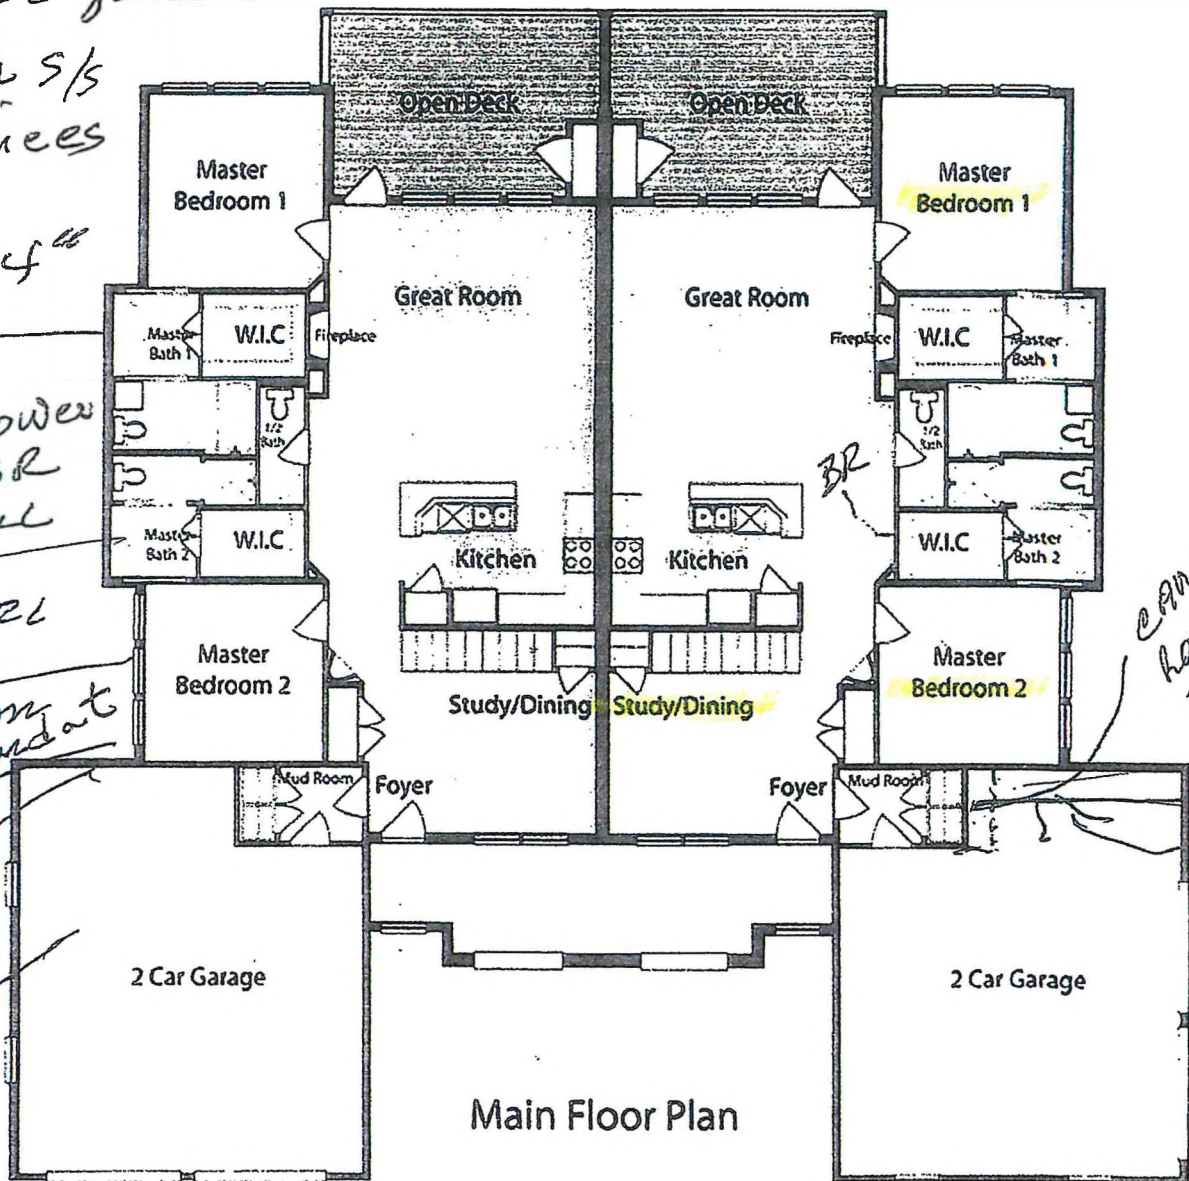 S/S
Open Deck
Open Deck
Master
Bedroom 1
Master
Bedroom 1
Great Room
Great Room
Master
Bath 1
W.I.C
Fireplace
Fireplace
W.I.C
Master
Bath 1
1/2
Bath
1/2
Bath
BR
Master
Bath 2
W.I.C
Kitchen
Kitchen
W.I.C
Master
Bath 2
Master
Bedroom 2
Master
Bedroom 2
Study/Dining
Study/Dining
Mud Room
Foyer
Foyer
Mud Room
2 Car Garage
2 Car Garage
Main Floor Plan